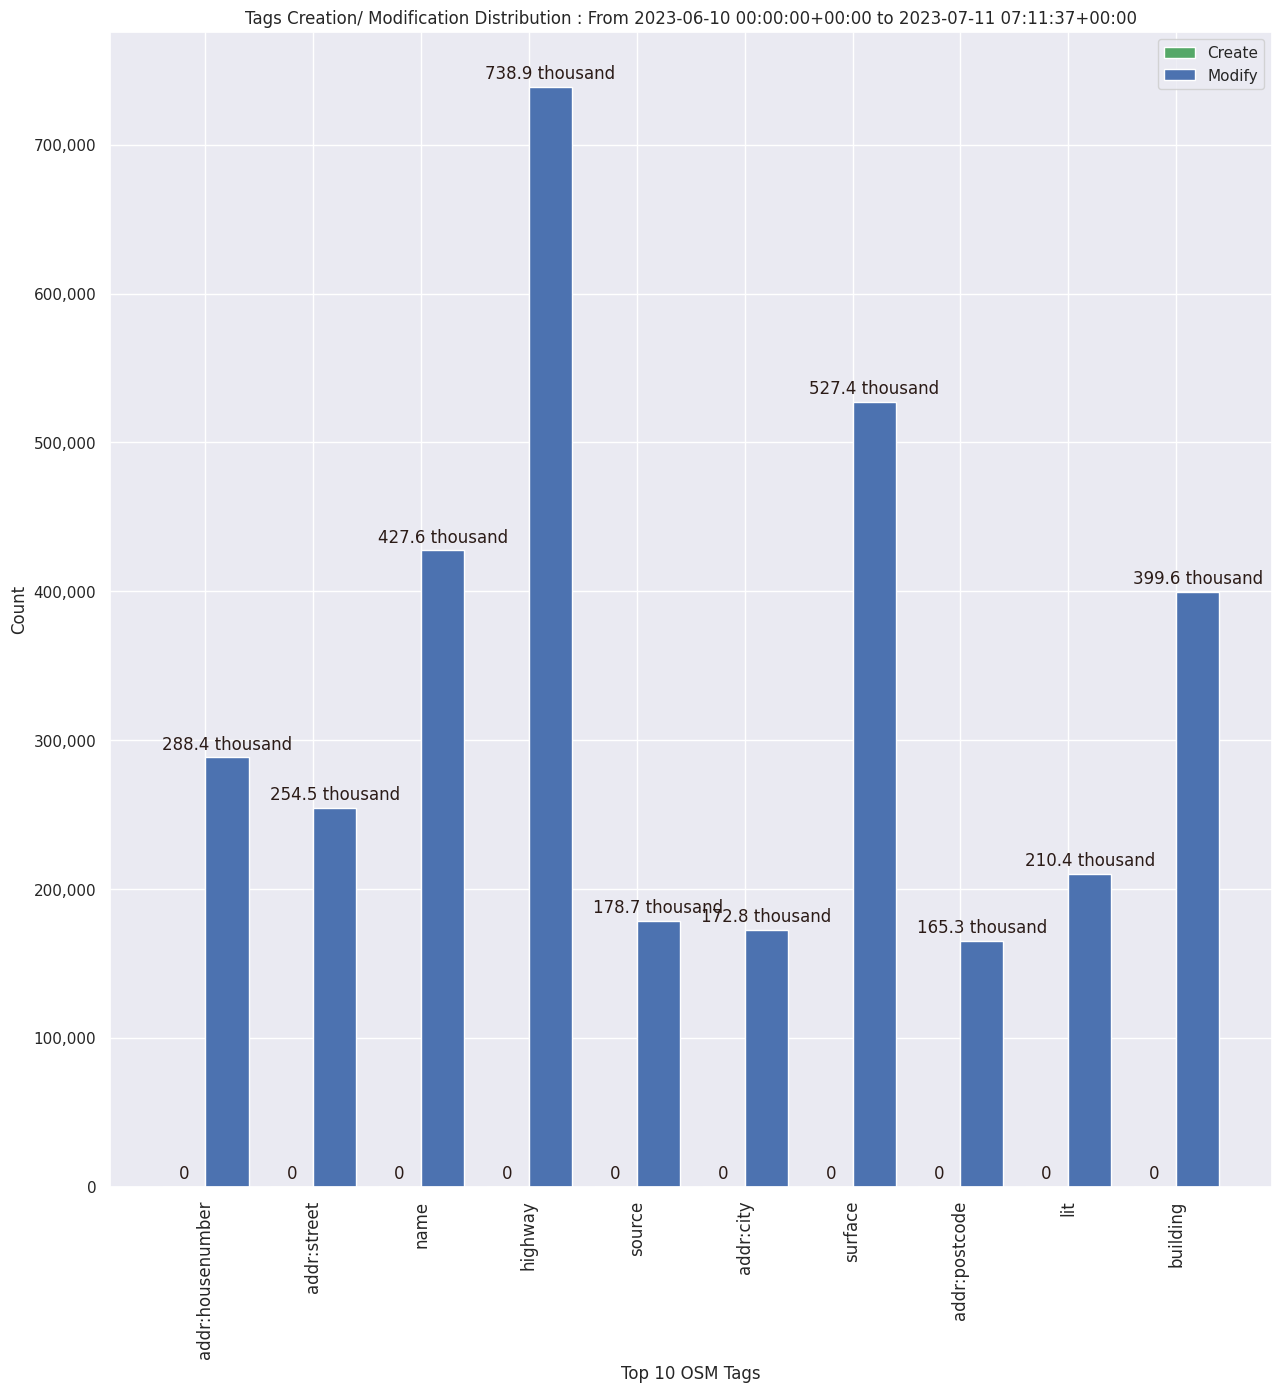 Tags Creation/ Modification Distribution : From 2023-06-10 00:00:00+00:00 to 2023-07-11 07:11:37+00:00
Create
Modify
Count
700,000
600,000
500,000
400,000
300,000
200,000
100,000
0
288.4 thousand
254.5 thousand
427.6 thousand
738.9 thousand
178.7 thousand
172.8 thousand
527.4 thousand
165.3 thousand
210.4 thousand
399.6 thousand
0
0
0
0
0
0
0
0
0
0
addr:housenumber
addr:street
name
highway
source
addr:city
surface
addr:postcode
lit
building
Top 10 OSM Tags